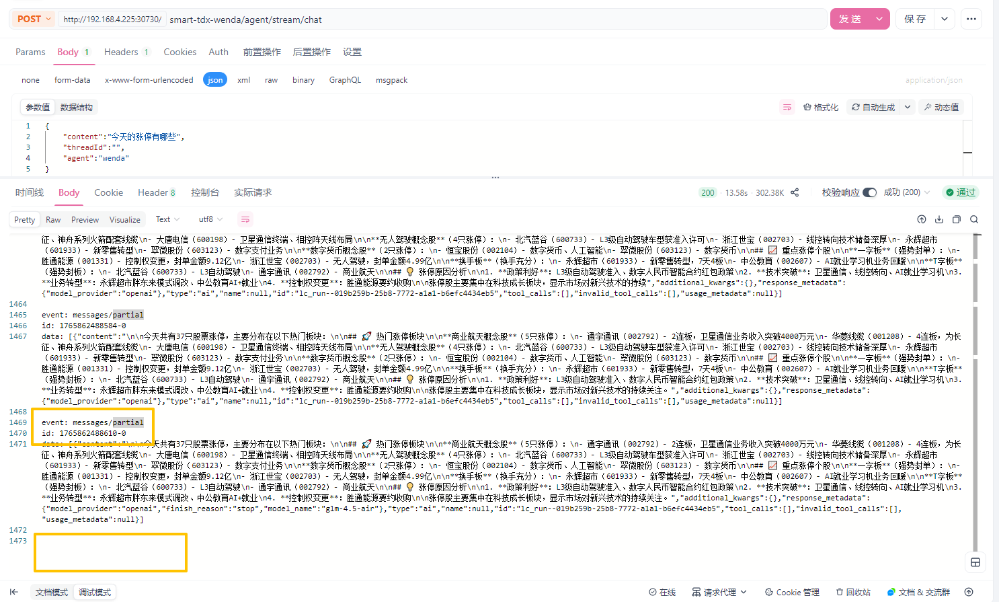 POST http://192.168.4.225:30730/ smart-tdx-wenda/agent/stream/chat 发 送 保 存
Params Body 1 Headers 1 Cookies Auth 前置操作 后置操作 设置
none form-data x-www-form-urlencoded json xml raw binary GraphQL msgpack application/json
参数值 数据结构 格式化 自动生成 动态值
1 {
2 "content":"今天的涨停有哪些",
3 "threadId":"",
4 "agent":"wenda"
5 }
时间线 Body Cookie Header 8 控制台 实际请求 200 · 13.58s · 302.38K 校验响应 成功 (200) 通过
Pretty Raw Preview Visualize Text utf8
征、神舟系列火箭配套线缆\n- 大唐电信（600198）- 卫星通信终端、相控阵天线布局\n\n**无人驾驶概念股**（4只涨停）：\n- 北汽蓝谷（600733）- L3级自动驾驶车型获准入许可\n- 浙江世宝（002703）- 线控转向技术储备深厚\n- 永辉超市
（601933）- 新零售转型\n- 翠微股份（603123）- 数字支付业务\n\n**数字货币概念股**（2只涨停）：\n- 恒宝股份（002104）- 数字货币、人工智能\n- 翠微股份（603123）- 数字货币\n\n## 📈 重点涨停个股\n\n**一字板**（强势封单）：\n-
胜通能源（001331）- 控制权变更，封单金额9.12亿\n- 浙江世宝（002703）- 无人驾驶，封单金额4.99亿\n\n**换手板**（换手充分）：\n- 永辉超市（601933）- 新零售转型，7天4板\n- 中公教育（002607）- AI就业学习机业务回暖\n\n**T字板**
（强势封板）：\n- 北汽蓝谷（600733）- L3自动驾驶\n- 通宇通讯（002792）- 商业航天\n\n## 💡 涨停原因分析\n\n1. **政策利好**：L3级自动驾驶准入、数字人民币智能合约红包政策\n2. **技术突破**：卫星通信、线控转向、AI就业学习机\n3.
**业务转型**：永辉超市胖东来模式调改、中公教育AI+就业\n4. **控制权变更**：胜通能源要约收购\n\n涨停股主要集中在科技成长板块，显示市场对新兴技术的持续","additional_kwargs":{},"response_metadata":
{"model_provider":"openai"},"type":"ai","name":null,"id":"lc_run--019b259b-25b8-7772-a1a1-b6efc4434eb5","tool_calls":[],"invalid_tool_calls":[],"usage_metadata":null}]
1464
1465 event: messages/partial
1466 id: 1765862488584-0
1467 data: [{"content":"\n\n今天共有37只股票涨停，主要分布在以下热门板块：\n\n## 🚀 热门涨停板块\n\n**商业航天概念股**（5只涨停）：\n- 通宇通讯（002792）- 2连板，卫星通信业务收入突破4000万元\n- 华菱线缆（001208）- 4连板，为长
征、神舟系列火箭配套线缆\n- 大唐电信（600198）- 卫星通信终端、相控阵天线布局\n\n**无人驾驶概念股**（4只涨停）：\n- 北汽蓝谷（600733）- L3级自动驾驶车型获准入许可\n- 浙江世宝（002703）- 线控转向技术储备深厚\n- 永辉超市
（601933）- 新零售转型\n- 翠微股份（603123）- 数字支付业务\n\n**数字货币概念股**（2只涨停）：\n- 恒宝股份（002104）- 数字货币、人工智能\n- 翠微股份（603123）- 数字货币\n\n## 📈 重点涨停个股\n\n**一字板**（强势封单）：\n-
胜通能源（001331）- 控制权变更，封单金额9.12亿\n- 浙江世宝（002703）- 无人驾驶，封单金额4.99亿\n\n**换手板**（换手充分）：\n- 永辉超市（601933）- 新零售转型，7天4板\n- 中公教育（002607）- AI就业学习机业务回暖\n\n**T字板**
（强势封板）：\n- 北汽蓝谷（600733）- L3自动驾驶\n- 通宇通讯（002792）- 商业航天\n\n## 💡 涨停原因分析\n\n1. **政策利好**：L3级自动驾驶准入、数字人民币智能合约红包政策\n2. **技术突破**：卫星通信、线控转向、AI就业学习机\n3.
**业务转型**：永辉超市胖东来模式调改、中公教育AI+就业\n4. **控制权变更**：胜通能源要约收购\n\n涨停股主要集中在科技成长板块，显示市场对新兴技术的持续关注。","additional_kwargs":{},"response_metadata":
{"model_provider":"openai"},"type":"ai","name":null,"id":"lc_run--019b259b-25b8-7772-a1a1-b6efc4434eb5","tool_calls":[],"invalid_tool_calls":[],"usage_metadata":null}]
1468
1469 event: messages/partial
1470 id: 1765862488610-0
1471 data: [{"content":"\n\n今天共有37只股票涨停，主要分布在以下热门板块：\n\n## 🚀 热门涨停板块\n\n**商业航天概念股**（5只涨停）：\n- 通宇通讯（002792）- 2连板，卫星通信业务收入突破4000万元\n- 华菱线缆（001208）- 4连板，为长
征、神舟系列火箭配套线缆\n- 大唐电信（600198）- 卫星通信终端、相控阵天线布局\n\n**无人驾驶概念股**（4只涨停）：\n- 北汽蓝谷（600733）- L3级自动驾驶车型获准入许可\n- 浙江世宝（002703）- 线控转向技术储备深厚\n- 永辉超市
（601933）- 新零售转型\n- 翠微股份（603123）- 数字支付业务\n\n**数字货币概念股**（2只涨停）：\n- 恒宝股份（002104）- 数字货币、人工智能\n- 翠微股份（603123）- 数字货币\n\n## 📈 重点涨停个股\n\n**一字板**（强势封单）：\n-
胜通能源（001331）- 控制权变更，封单金额9.12亿\n- 浙江世宝（002703）- 无人驾驶，封单金额4.99亿\n\n**换手板**（换手充分）：\n- 永辉超市（601933）- 新零售转型，7天4板\n- 中公教育（002607）- AI就业学习机业务回暖\n\n**T字板**
（强势封板）：\n- 北汽蓝谷（600733）- L3自动驾驶\n- 通宇通讯（002792）- 商业航天\n\n## 💡 涨停原因分析\n\n1. **政策利好**：L3级自动驾驶准入、数字人民币智能合约红包政策\n2. **技术突破**：卫星通信、线控转向、AI就业学习机\n3.
**业务转型**：永辉超市胖东来模式调改、中公教育AI+就业\n4. **控制权变更**：胜通能源要约收购\n\n涨停股主要集中在科技成长板块，显示市场对新兴技术的持续关注。","additional_kwargs":{},"response_metadata":
{"model_provider":"openai","finish_reason":"stop","model_name":"glm-4.5-air"},"type":"ai","name":null,"id":"lc_run--019b259b-25b8-7772-a1a1-b6efc4434eb5","tool_calls":[],"invalid_tool_calls":[],
"usage_metadata":null}]
1472
1473
文档模式 调试模式 在线 请求代理 Cookie 管理 回收站 文档 & 交流群